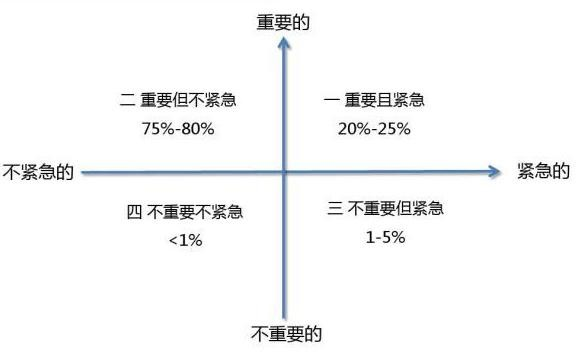 重要的
二 重要但不紧急
75%-80%
一 重要且紧急
20%-25%
不紧急的
紧急的
四 不重要不紧急
<1%
三 不重要但紧急
1-5%
不重要的